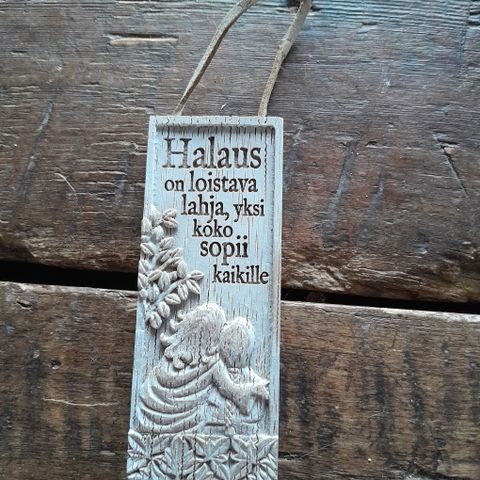 Halaus
on loistava
lahja, yksi
koko
sopii
kaikille